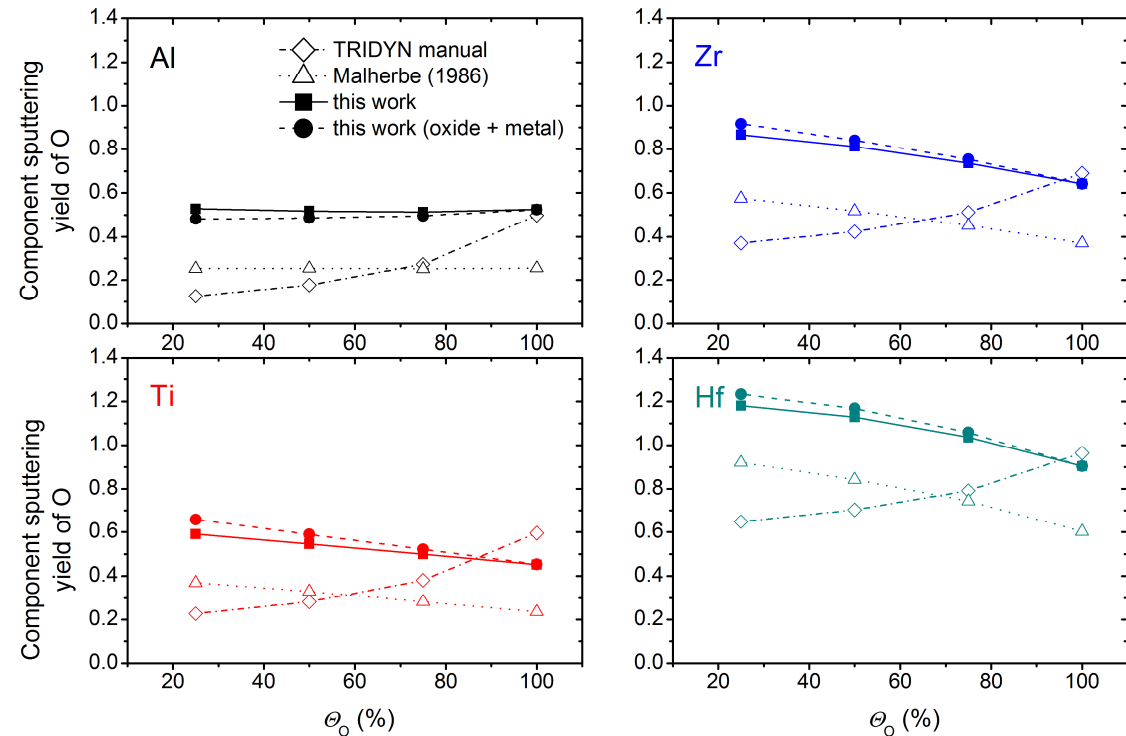 Component sputtering
yield of O
1.4
1.2
1.0
0.8
0.6
0.4
0.2
0.0
Al
TRIDYN manual
Malherbe (1986)
this work
this work (oxide + metal)
20 40 60 80 100
1.4
1.2
1.0
0.8
0.6
0.4
0.2
0.0
Zr
20 40 60 80 100
Component sputtering
yield of O
1.4
1.2
1.0
0.8
0.6
0.4
0.2
0.0
Ti
20 40 60 80 100
Θ_O (%)
1.4
1.2
1.0
0.8
0.6
0.4
0.2
0.0
Hf
20 40 60 80 100
Θ_O (%)